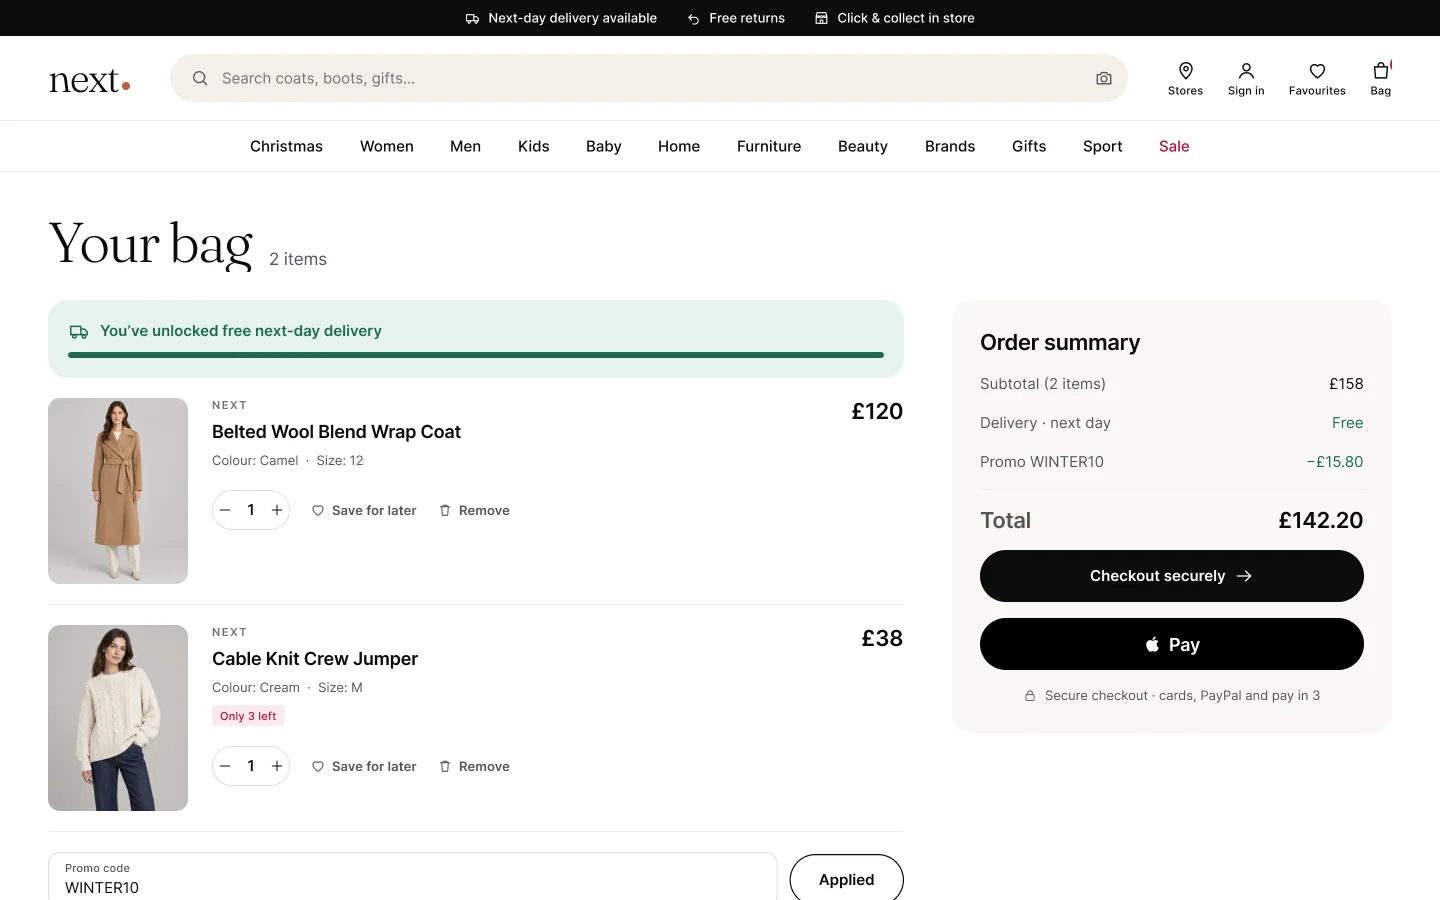 Next-day delivery available
Free returns
Click & collect in store
next.
Search coats, boots, gifts...
Stores
Sign in
Favourites
Bag
Christmas
Women
Men
Kids
Baby
Home
Furniture
Beauty
Brands
Gifts
Sport
Sale
Your bag
2 items
You’ve unlocked free next-day delivery
NEXT
£120
Belted Wool Blend Wrap Coat
Colour: Camel · Size: 12
1
Save for later
Remove
NEXT
£38
Cable Knit Crew Jumper
Colour: Cream · Size: M
Only 3 left
1
Save for later
Remove
Promo code
WINTER10
Applied
Order summary
Subtotal (2 items) £158
Delivery · next day Free
Promo WINTER10 −£15.80
Total £142.20
Checkout securely
Pay
Secure checkout · cards, PayPal and pay in 3